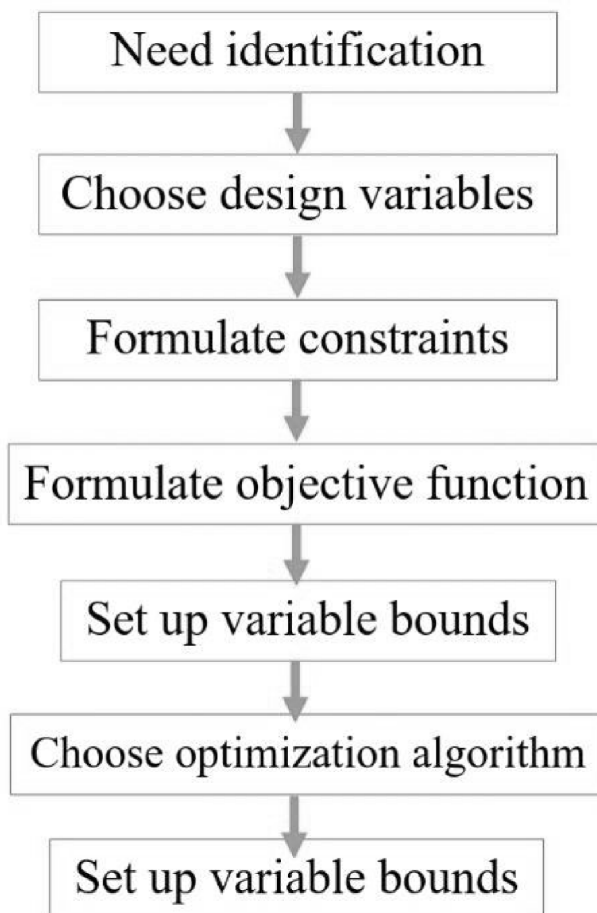 Need identification
Choose design variables
Formulate constraints
Formulate objective function
Set up variable bounds
Choose optimization algorithm
Set up variable bounds